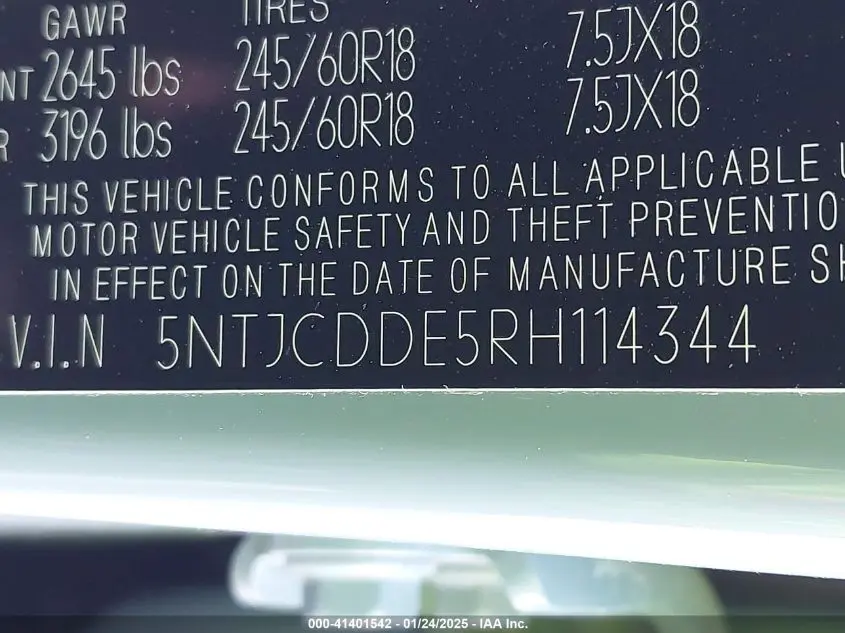 GAWR TIRES
NT 2645 lbs 245/60R18 7.5JX18
R 3196 lbs 245/60R18 7.5JX18
THIS VEHICLE CONFORMS TO ALL APPLICABLE U
MOTOR VEHICLE SAFETY AND THEFT PREVENTIO
IN EFFECT ON THE DATE OF MANUFACTURE SH
V.I.N 5NTJCDDE5RH114344
000-41401542 - 01/24/2025 - IAA Inc.